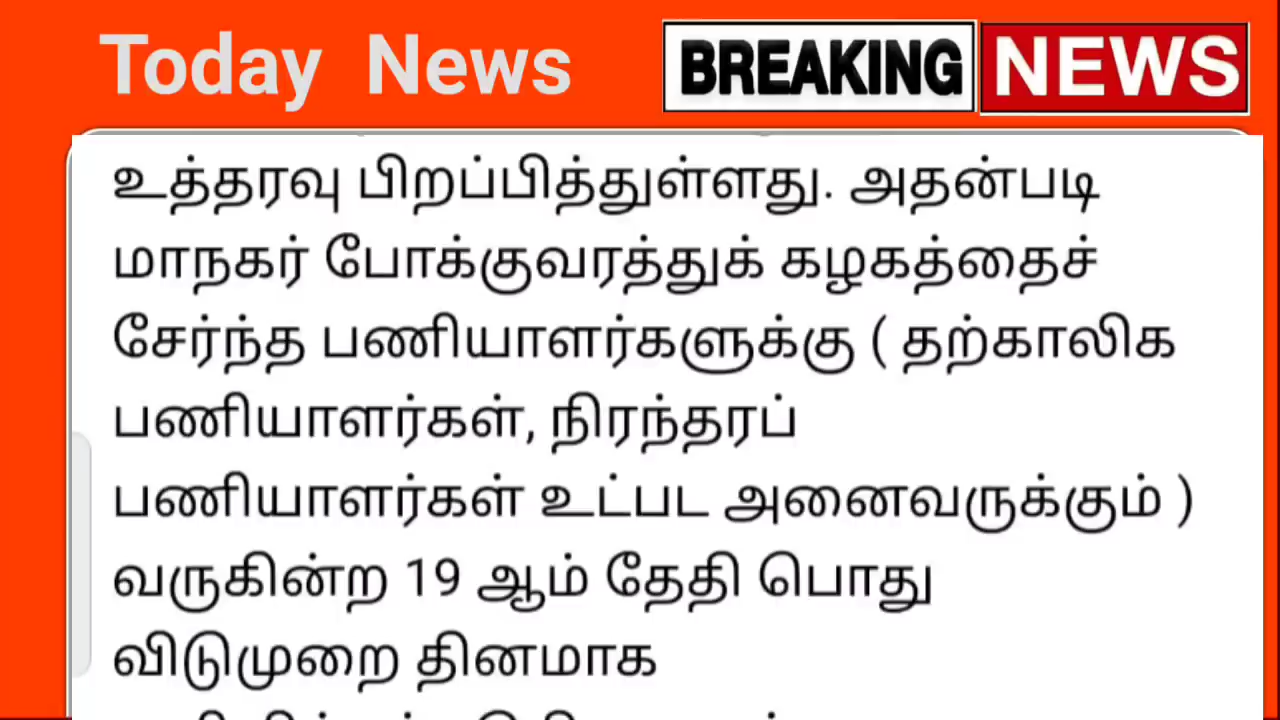 Today News
BREAKING NEWS
உத்தரவு பிறப்பித்துள்ளது. அதன்படி
மாநகர் போக்குவரத்துக் கழகத்தைச்
சேர்ந்த பணியாளர்களுக்கு ( தற்காலிக
பணியாளர்கள், நிரந்தரப்
பணியாளர்கள் உட்பட அனைவருக்கும் )
வருகின்ற 19 ஆம் தேதி பொது
விடுமுறை தினமாக